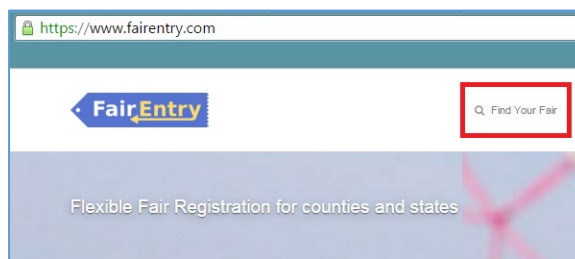 https://www.fairentry.com
FairEntry
Find Your Fair
Flexible Fair Registration for counties and states